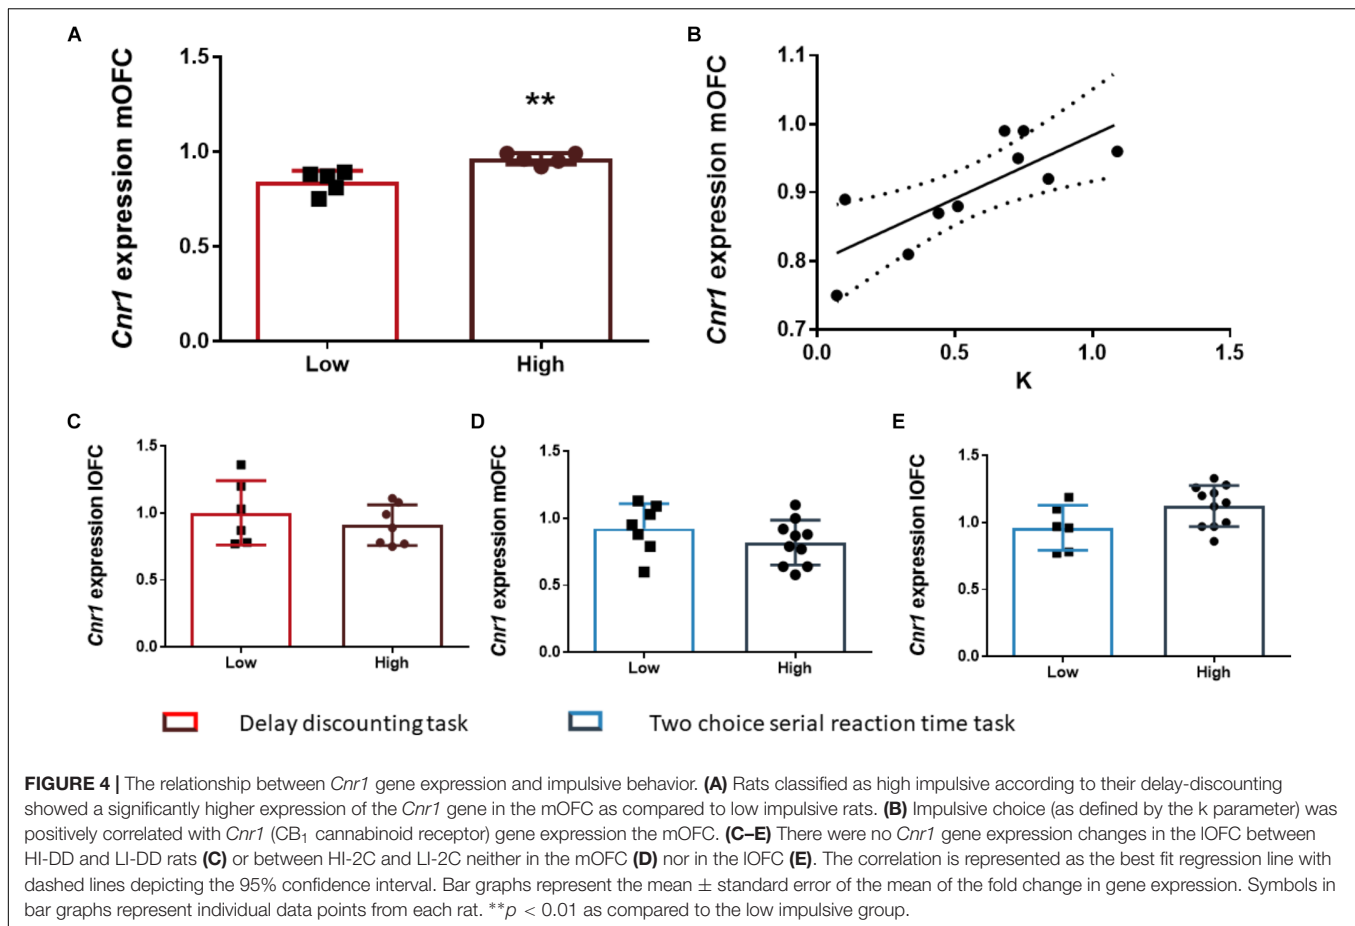 A
Cnr1 expression mOFC
1.5
1.0
0.5
0.0
**
Low
High
B
Cnr1 expression mOFC
1.1
1.0
0.9
0.8
0.7
0.0
0.5
1.0
1.5
K
C
Cnr1 expression lOFC
1.5
1.0
0.5
0.0
Low
High
D
Cnr1 expression mOFC
1.5
1.0
0.5
0.0
Low
High
E
Cnr1 expression lOFC
1.5
1.0
0.5
0.0
Low
High
Delay discounting task
Two choice serial reaction time task
FIGURE 4 | The relationship between Cnr1 gene expression and impulsive behavior. (A) Rats classified as high impulsive according to their delay-discounting
showed a significantly higher expression of the Cnr1 gene in the mOFC as compared to low impulsive rats. (B) Impulsive choice (as defined by the k parameter) was
positively correlated with Cnr1 (CB₁ cannabinoid receptor) gene expression the mOFC. (C–E) There were no Cnr1 gene expression changes in the lOFC between
HI-DD and LI-DD rats (C) or between HI-2C and LI-2C neither in the mOFC (D) nor in the lOFC (E). The correlation is represented as the best fit regression line with
dashed lines depicting the 95% confidence interval. Bar graphs represent the mean ± standard error of the mean of the fold change in gene expression. Symbols in
bar graphs represent individual data points from each rat. **p < 0.01 as compared to the low impulsive group.